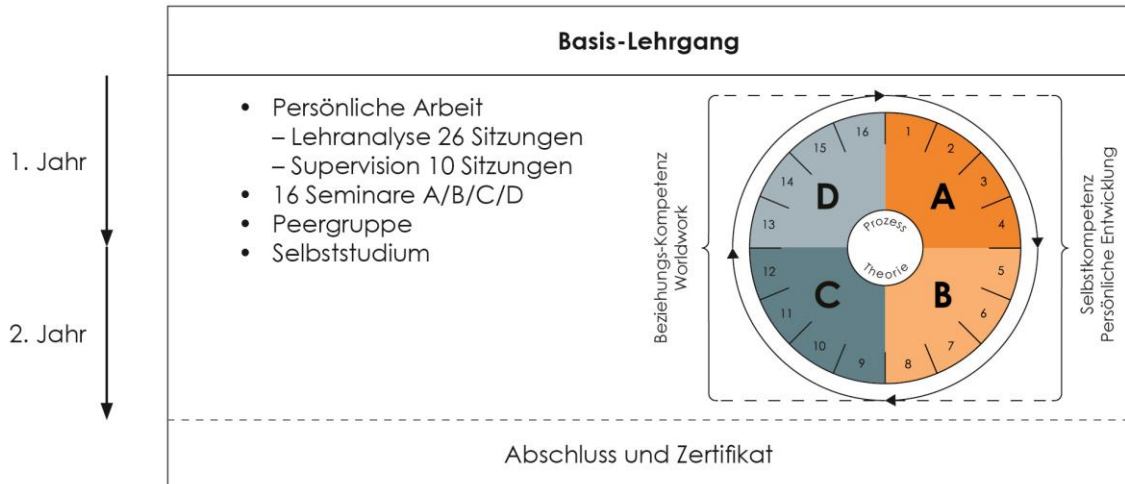 Basis-Lehrgang
1. Jahr
2. Jahr
• Persönliche Arbeit
– Lehranalyse 26 Sitzungen
– Supervision 10 Sitzungen
• 16 Seminare A/B/C/D
• Peergruppe
• Selbststudium
Beziehungs-Kompetenz
Worldwork
16
15
14
13
D
1
2
3
4
A
Prozess
Theorie
12
11
10
9
C
5
6
7
8
B
Selbstkompetenz
Persönliche Entwicklung
Abschluss und Zertifikat